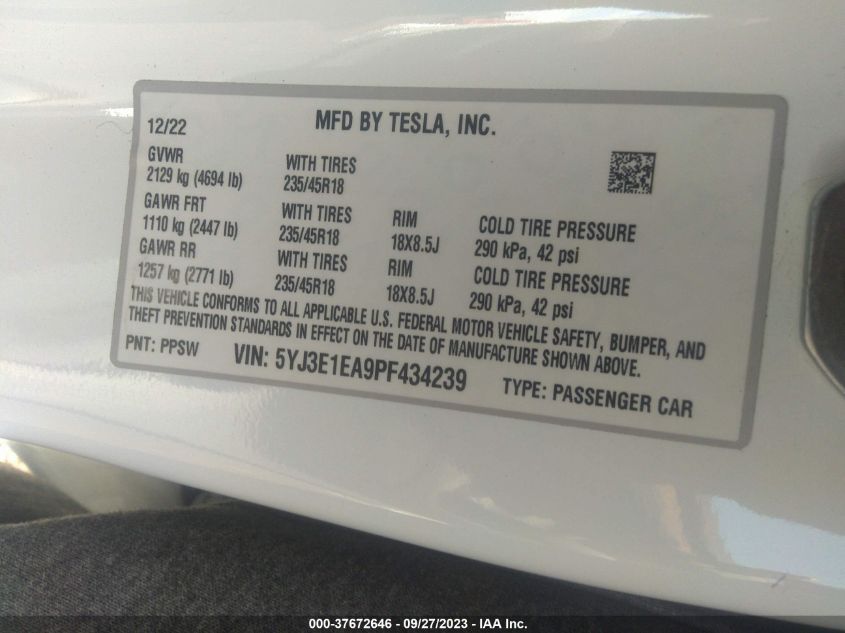 12/22 MFD BY TESLA, INC.
GVWR
2129 kg (4694 lb)
WITH TIRES
235/45R18
GAWR FRT
1110 kg (2447 lb)
WITH TIRES
235/45R18
RIM
18X8.5J
COLD TIRE PRESSURE
290 kPa, 42 psi
GAWR RR
1257 kg (2771 lb)
WITH TIRES
235/45R18
RIM
18X8.5J
COLD TIRE PRESSURE
290 kPa, 42 psi
THIS VEHICLE CONFORMS TO ALL APPLICABLE U.S. FEDERAL MOTOR VEHICLE SAFETY, BUMPER, AND
THEFT PREVENTION STANDARDS IN EFFECT ON THE DATE OF MANUFACTURE SHOWN ABOVE.
PNT: PPSW VIN: 5YJ3E1EA9PF434239 TYPE: PASSENGER CAR
000-37672646 - 09/27/2023 - IAA Inc.